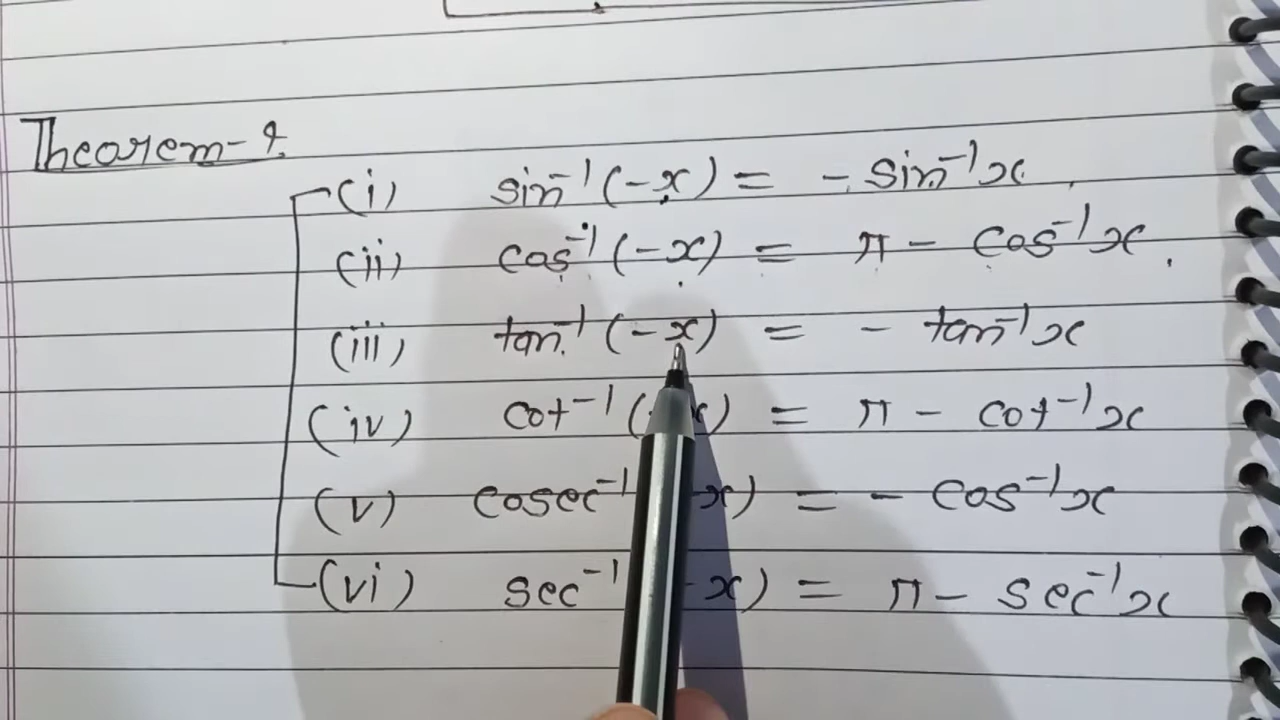 Theorem-9.
(i) sin⁻¹(-x) = - sin⁻¹x
(ii) cos⁻¹(-x) = π - cos⁻¹x.
(iii) tan⁻¹(-x) = - tan⁻¹x
(iv) cot⁻¹(-x) = π - cot⁻¹x
(v) cosec⁻¹ x) = - cos⁻¹x
(vi) sec⁻¹ x) = π - sec⁻¹x